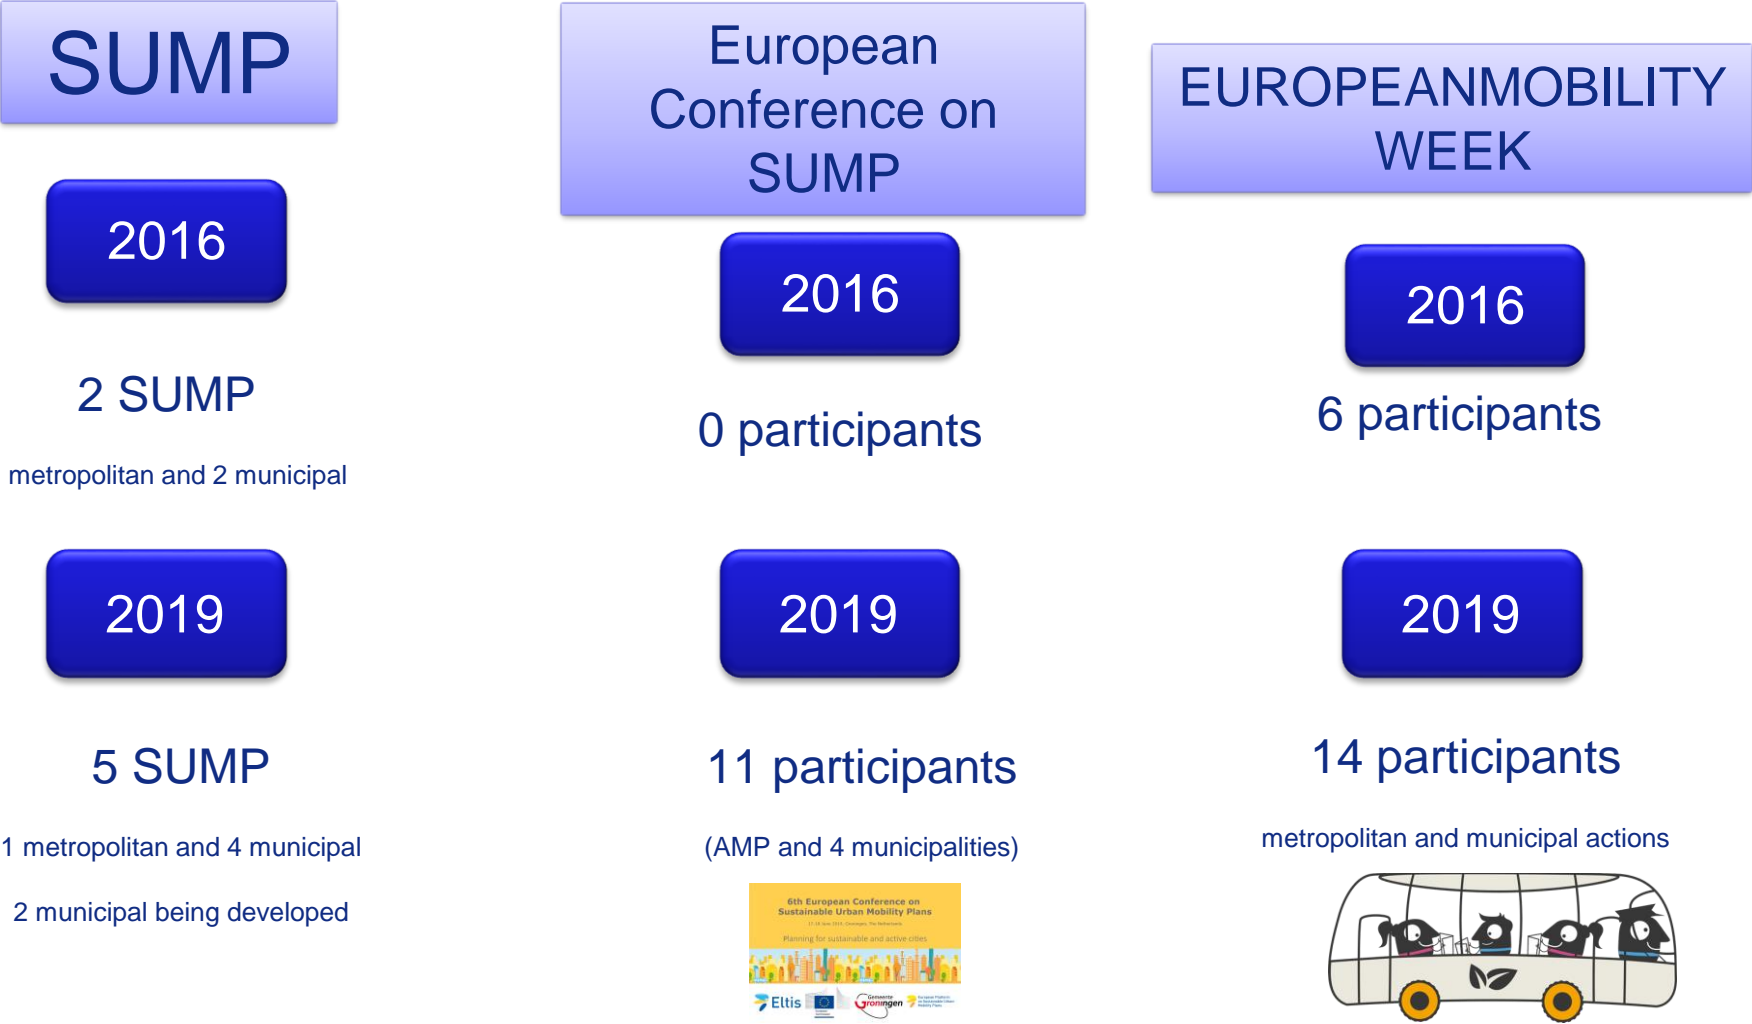 SUMP
2016
2 SUMP
metropolitan and 2 municipal
2019
5 SUMP
1 metropolitan and 4 municipal
2 municipal being developed
European
Conference on
SUMP
2016
0 participants
2019
11 participants
(AMP and 4 municipalities)
6th European Conference on
Sustainable Urban Mobility Plans
Planning for sustainable and active cities
Eltis
Gemeente
Groningen
EUROPEANMOBILITY
WEEK
2016
6 participants
2019
14 participants
metropolitan and municipal actions